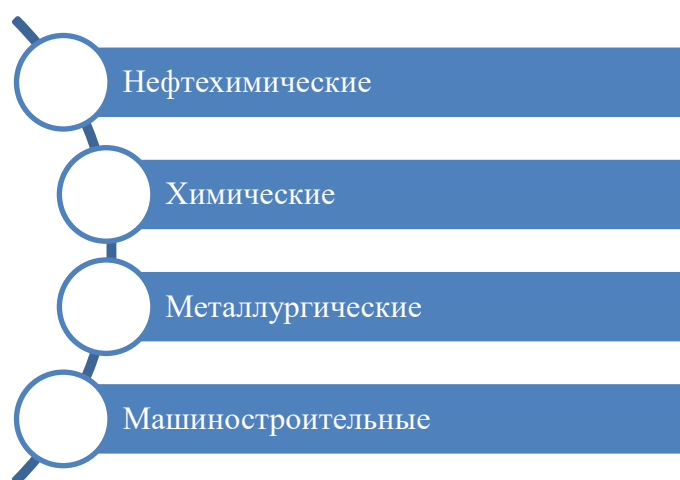 Нефтехимические
Химические
Металлургические
Машиностроительные